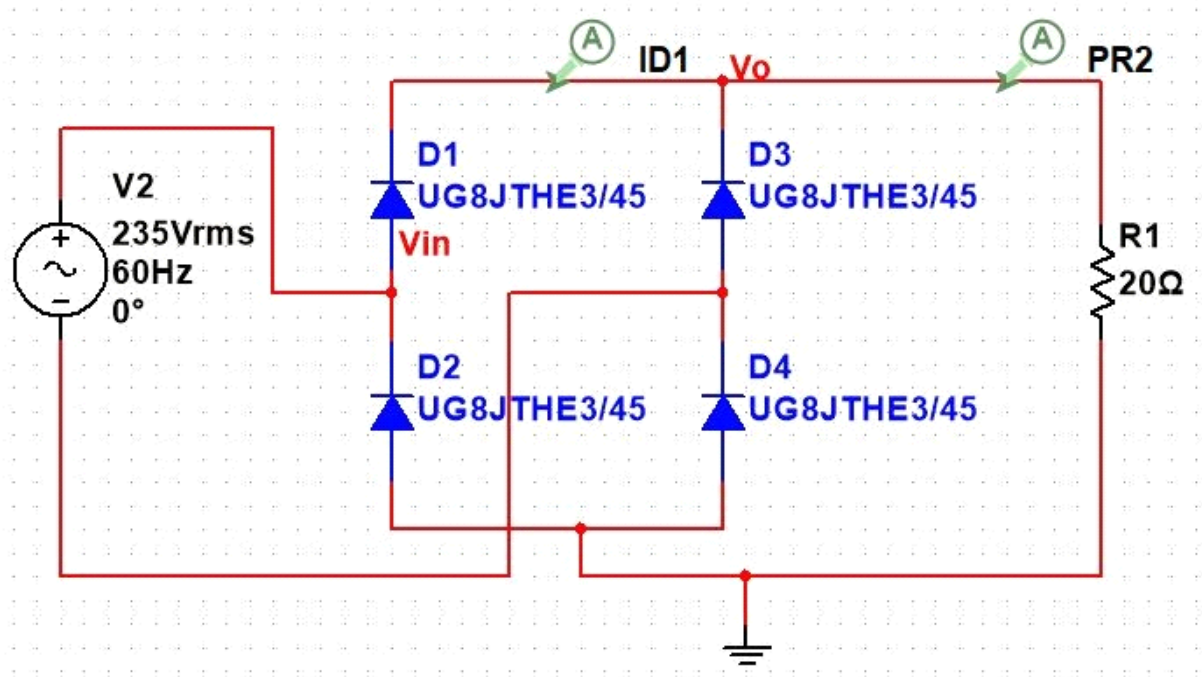 A
ID1
Vo
A
PR2
V2
235Vrms
60Hz
0°
D1
UG8JTHE3/45
Vin
D3
UG8JTHE3/45
R1
20Ω
D2
UG8JTHE3/45
D4
UG8JTHE3/45